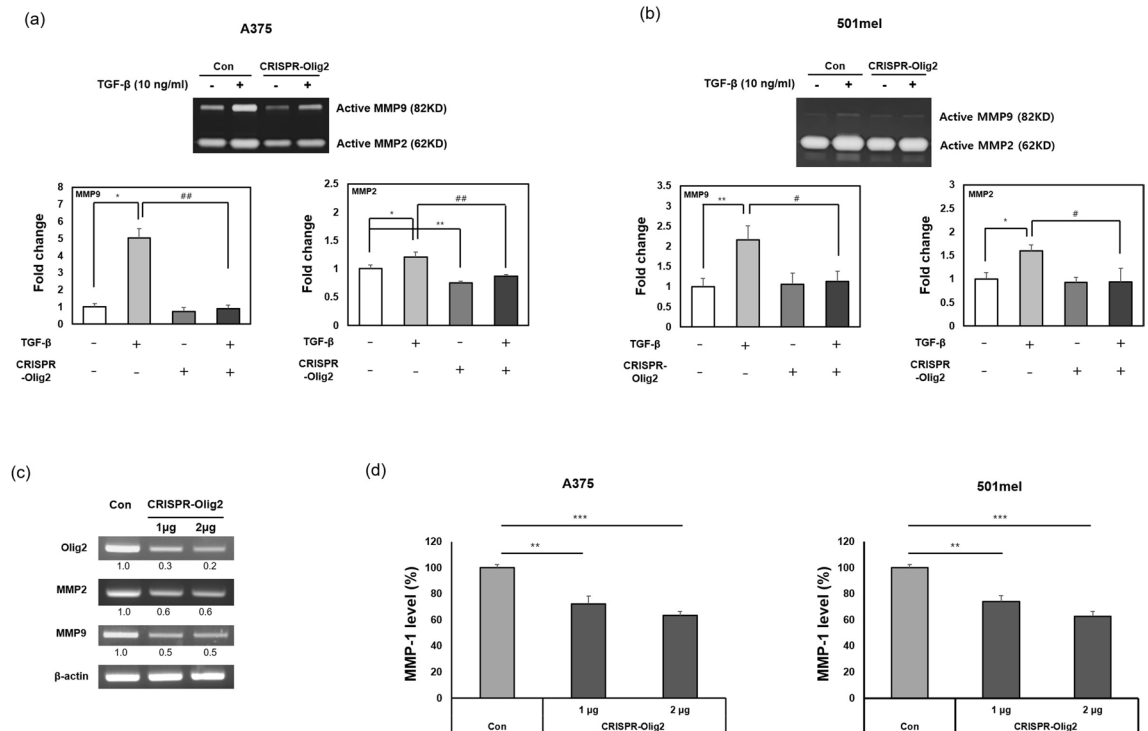 (a)
A375
Con CRISPR-Olig2
TGF-β (10 ng/ml) - + - +
Active MMP9 (82KD)
Active MMP2 (62KD)
MMP9
Fold change
8
7
6
5
4
3
2
1
0
* ##
TGF-β − + − +
CRISPR
-Olig2 − − + +
MMP2
Fold change
2.5
2
1.5
1
0.5
0
* ##
**
TGF-β − + − +
CRISPR
-Olig2 − − + +
(b)
501mel
Con CRISPR-Olig2
TGF-β (10 ng/ml) - + - +
Active MMP9 (82KD)
Active MMP2 (62KD)
MMP9
Fold change
3.5
3
2.5
2
1.5
1
0.5
0
** #
TGF-β − + − +
CRISPR-
Olig2 − − + +
MMP2
Fold change
3
2.5
2
1.5
1
0.5
0
* #
TGF-β − + − +
CRISPR
-Olig2 − − + +
(c)
Con CRISPR-Olig2
1μg 2μg
Olig2
1.0 0.3 0.2
MMP2
1.0 0.6 0.6
MMP9
1.0 0.5 0.5
β-actin
(d)
A375
MMP-1 level (%)
120
100
80
60
40
20
0
***
**
1 μg 2 μg
Con CRISPR-Olig2
501mel
MMP-1 level (%)
120
100
80
60
40
20
0
***
**
1 μg 2 μg
Con CRISPR-Olig2